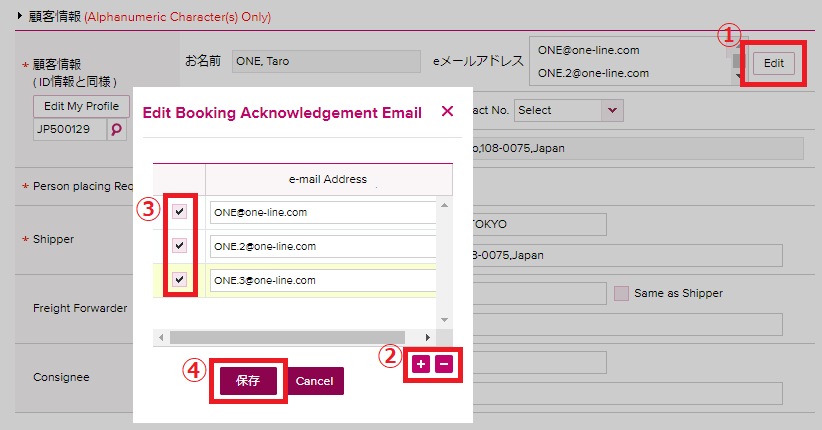 顧客情報 (Alphanumeric Character(s) Only)
①
* 顧客情報
(ID情報と同様)
Edit My Profile
JP500129
お名前
ONE, Taro
eメールアドレス
ONE@one-line.com
ONE.2@one-line.com
Edit
act No.
Select
o,108-0075,Japan
* Person placing Req
* Shipper
TOKYO
8-0075,Japan
Freight Forwarder
Same as Shipper
Consignee
Edit Booking Acknowledgement Email
e-mail Address
③
ONE@one-line.com
ONE.2@one-line.com
ONE.3@one-line.com
②
+ −
④
保存
Cancel